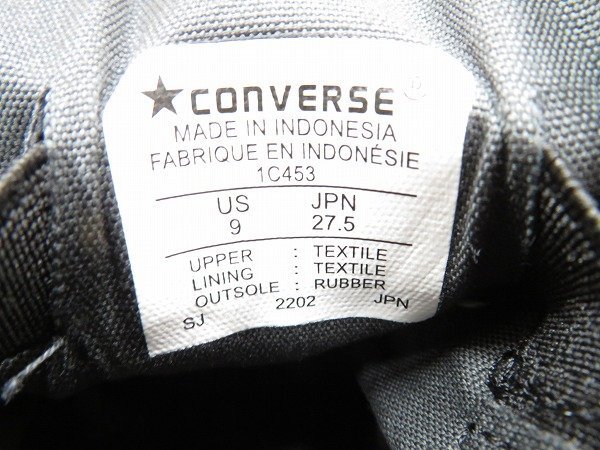 ★CONVERSE®
MADE IN INDONESIA
FABRIQUE EN INDONÉSIE
1C453
US JPN
9 27.5
UPPER : TEXTILE
LINING : TEXTILE
OUTSOLE : RUBBER
SJ 2202 JPN